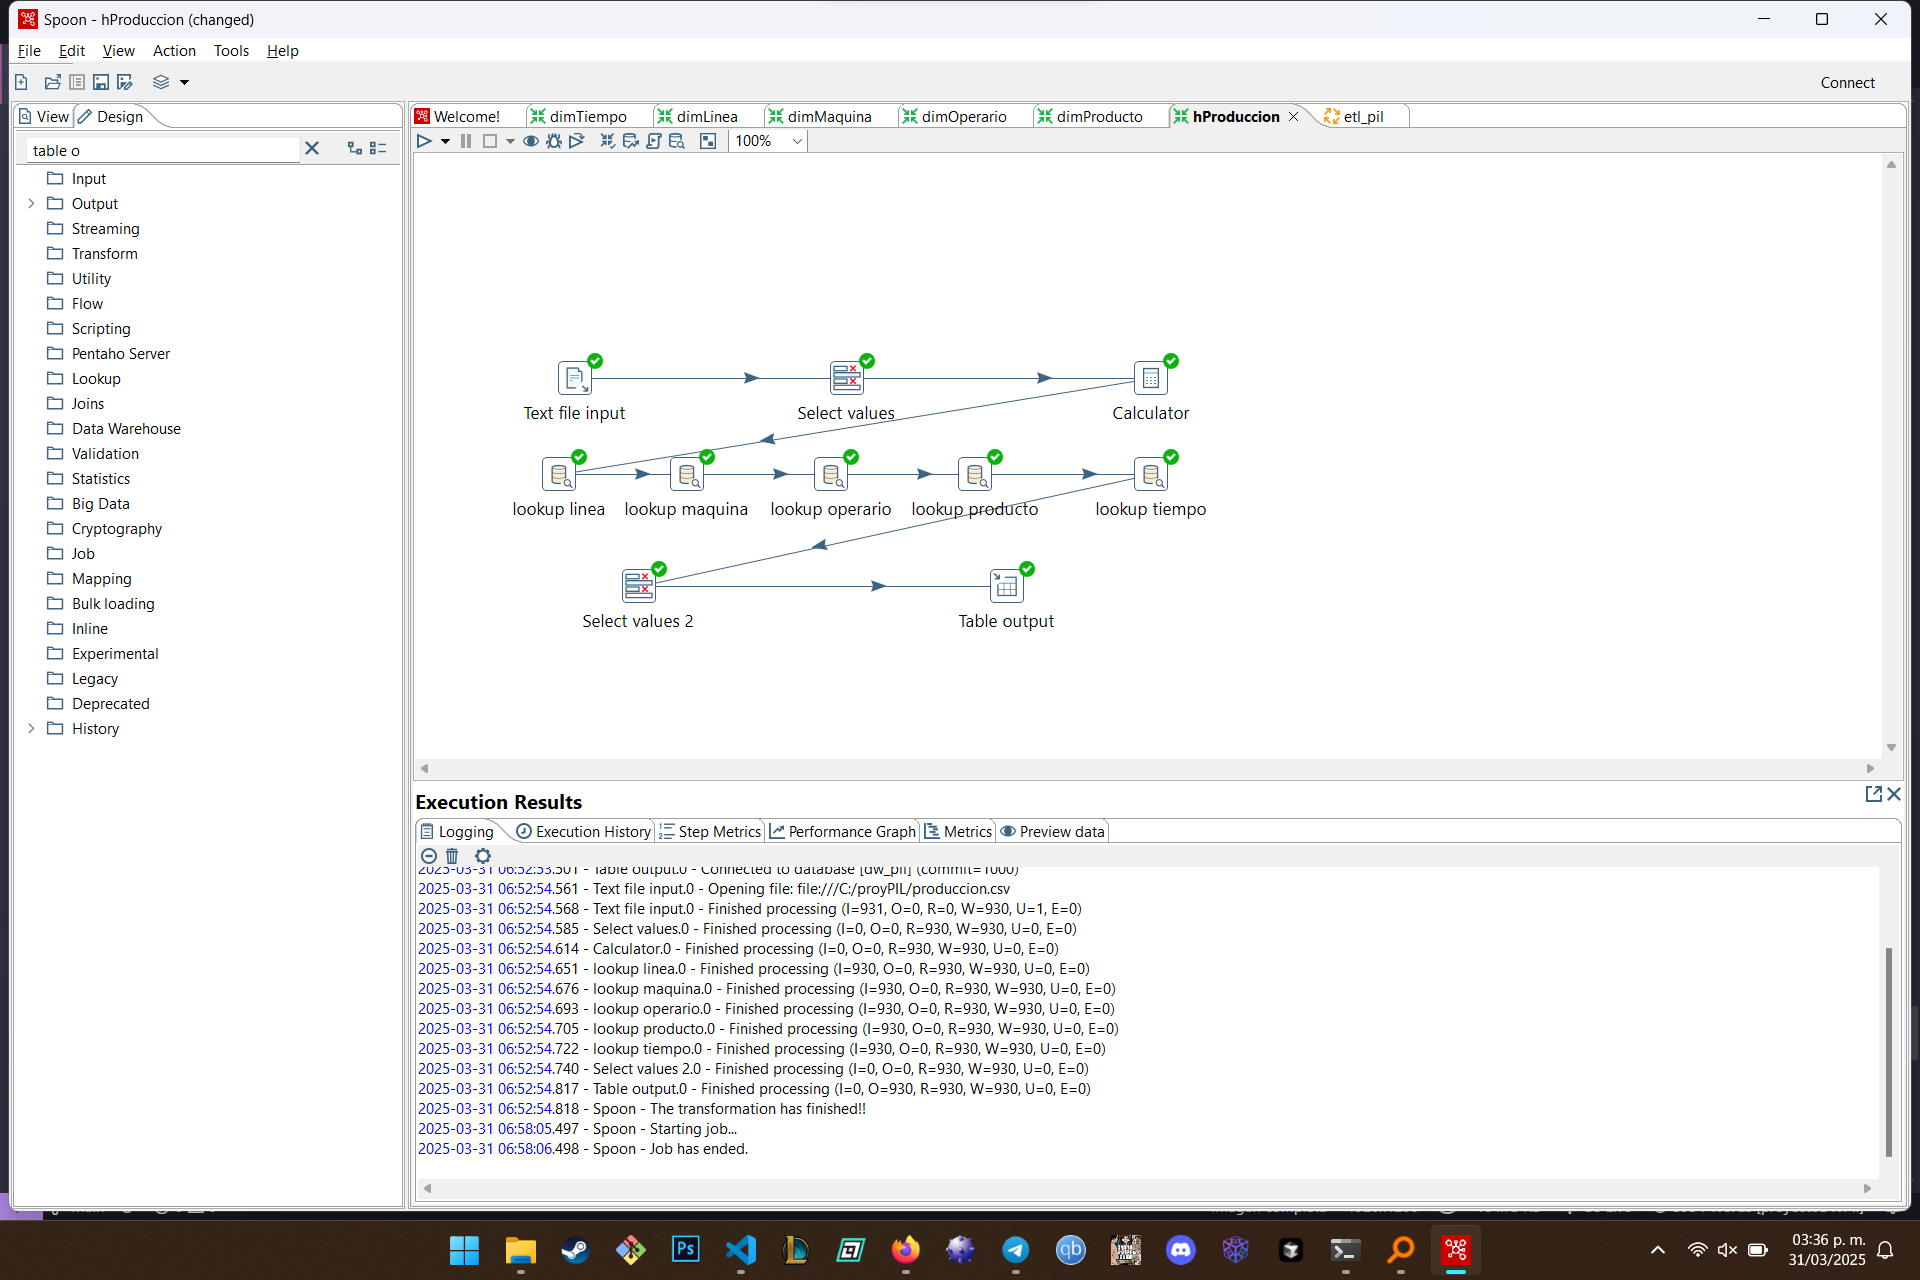 Spoon - hProduccion (changed)
File Edit View Action Tools Help
Connect
View Design
Welcome! dimTiempo dimLinea dimMaquina dimOperario dimProducto hProduccion etl_pil
100%
table o
Input
Output
Streaming
Transform
Utility
Flow
Scripting
Pentaho Server
Lookup
Joins
Data Warehouse
Validation
Statistics
Big Data
Cryptography
Job
Mapping
Bulk loading
Inline
Experimental
Legacy
Deprecated
History
Text file input Select values Calculator
lookup linea lookup maquina lookup operario lookup producto lookup tiempo
Select values 2 Table output
Execution Results
Logging Execution History Step Metrics Performance Graph Metrics Preview data
2025-03-31 06:52:53.501 - Table output.0 - Connected to database [dw_pil] (commit=1000)
2025-03-31 06:52:54.561 - Text file input.0 - Opening file: file:///C:/proyPIL/produccion.csv
2025-03-31 06:52:54.568 - Text file input.0 - Finished processing (I=931, O=0, R=0, W=930, U=1, E=0)
2025-03-31 06:52:54.585 - Select values.0 - Finished processing (I=0, O=0, R=930, W=930, U=0, E=0)
2025-03-31 06:52:54.614 - Calculator.0 - Finished processing (I=0, O=0, R=930, W=930, U=0, E=0)
2025-03-31 06:52:54.651 - lookup linea.0 - Finished processing (I=930, O=0, R=930, W=930, U=0, E=0)
2025-03-31 06:52:54.676 - lookup maquina.0 - Finished processing (I=930, O=0, R=930, W=930, U=0, E=0)
2025-03-31 06:52:54.693 - lookup operario.0 - Finished processing (I=930, O=0, R=930, W=930, U=0, E=0)
2025-03-31 06:52:54.705 - lookup producto.0 - Finished processing (I=930, O=0, R=930, W=930, U=0, E=0)
2025-03-31 06:52:54.722 - lookup tiempo.0 - Finished processing (I=930, O=0, R=930, W=930, U=0, E=0)
2025-03-31 06:52:54.740 - Select values 2.0 - Finished processing (I=0, O=0, R=930, W=930, U=0, E=0)
2025-03-31 06:52:54.817 - Table output.0 - Finished processing (I=0, O=930, R=930, W=930, U=0, E=0)
2025-03-31 06:52:54.818 - Spoon - The transformation has finished!!
2025-03-31 06:58:05.497 - Spoon - Starting job...
2025-03-31 06:58:06.498 - Spoon - Job has ended.
Ps
qb
03:36 p. m.
31/03/2025